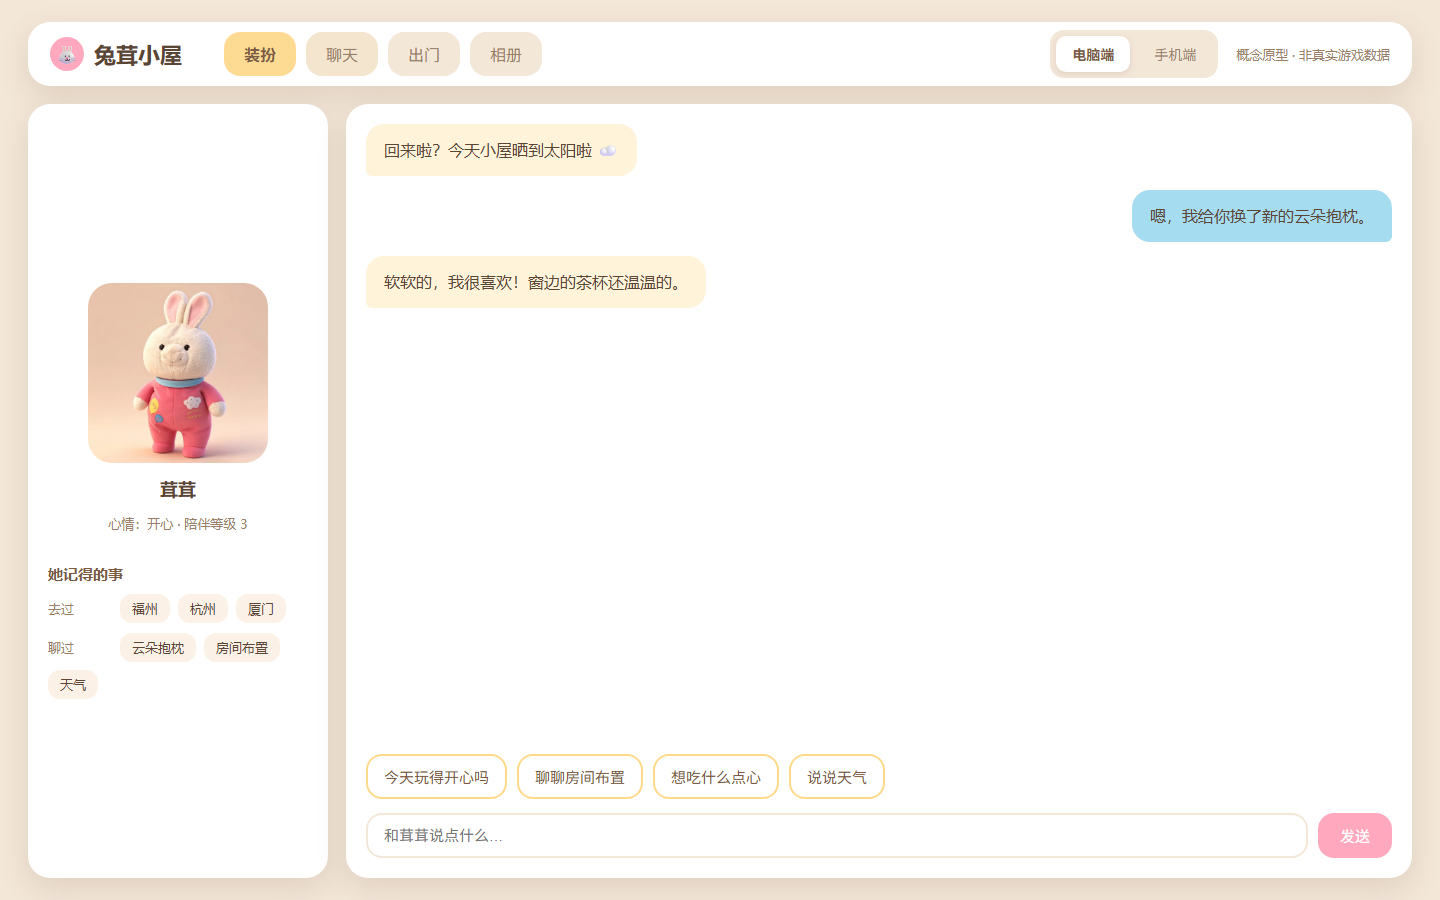 兔茸小屋
装扮
聊天
出门
相册
电脑端
手机端
概念原型 · 非真实游戏数据
茸茸
心情：开心 · 陪伴等级 3
她记得的事
去过 福州 杭州 厦门
聊过 云朵抱枕 房间布置
天气
回来啦？今天小屋晒到太阳啦 ☁️
嗯，我给你换了新的云朵抱枕。
软软的，我很喜欢！窗边的茶杯还温温的。
今天玩得开心吗
聊聊房间布置
想吃什么点心
说说天气
和茸茸说点什么…
发送